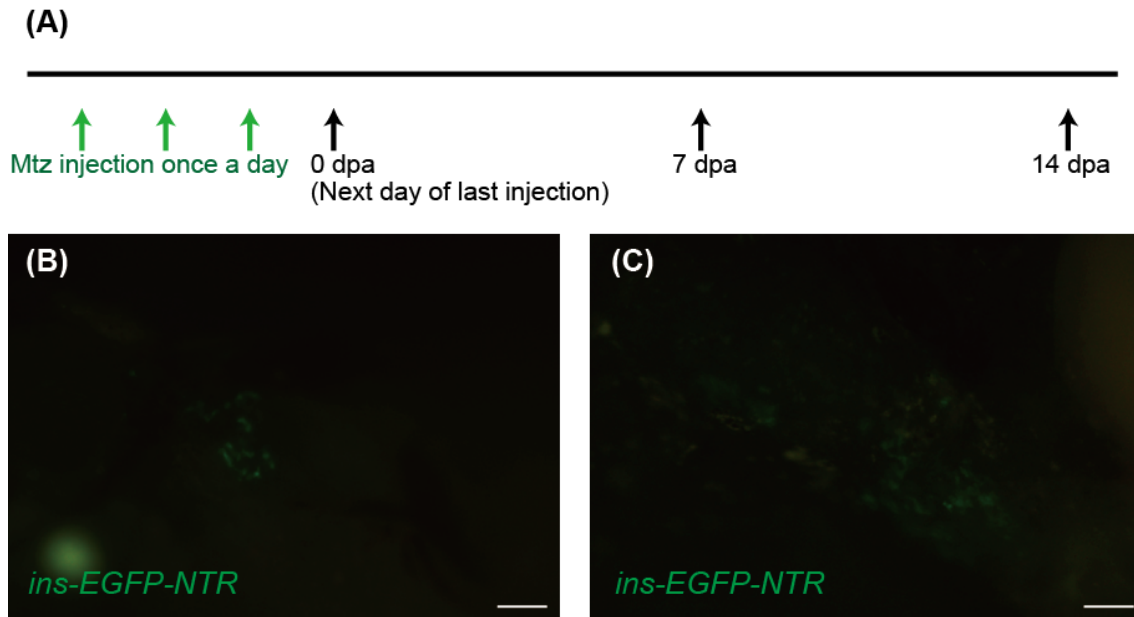 (A)
Mtz injection once a day
0 dpa
(Next day of last injection)
7 dpa
14 dpa
(B)
ins-EGFP-NTR
(C)
ins-EGFP-NTR